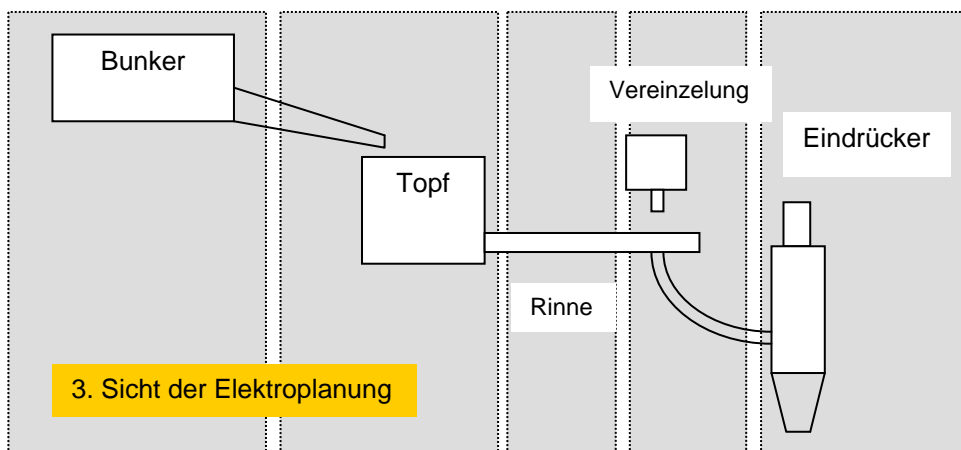 Bunker
Vereinzelung
Eindrücker
Topf
Rinne
3. Sicht der Elektroplanung